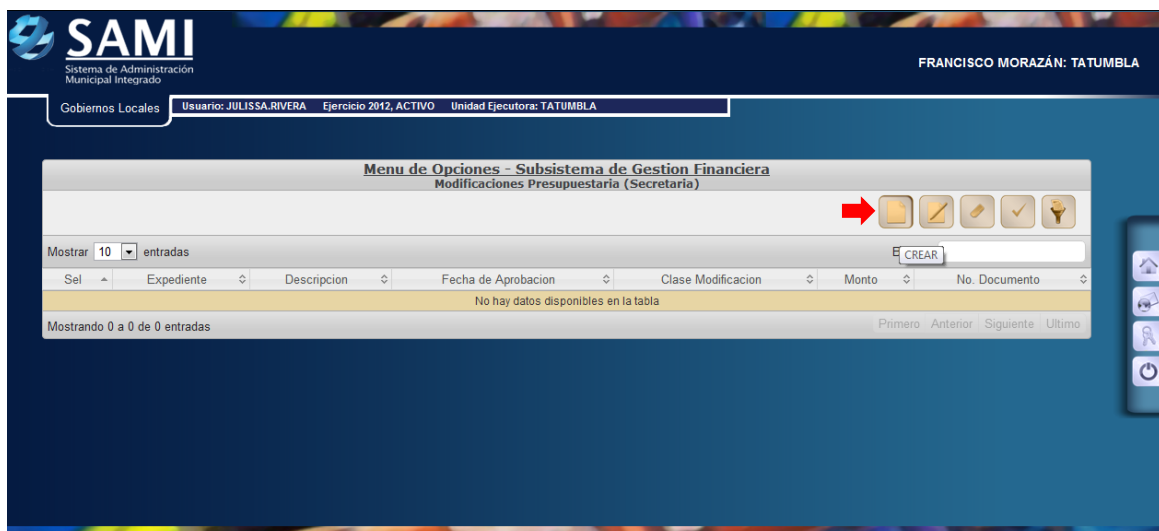 SAMI
Sistema de Administración
Municipal Integrado
FRANCISCO MORAZÁN: TATUMBLA
Gobiernos Locales
Usuario: JULISSA.RIVERA Ejercicio 2012, ACTIVO Unidad Ejecutora: TATUMBLA
Menu de Opciones - Subsistema de Gestion Financiera
Modificaciones Presupuestaria (Secretaria)
Mostrar 10 entradas
CREAR
Sel Expediente Descripcion Fecha de Aprobacion Clase Modificacion Monto No. Documento
No hay datos disponibles en la tabla
Mostrando 0 a 0 de 0 entradas
Primero Anterior Siguiente Ultimo